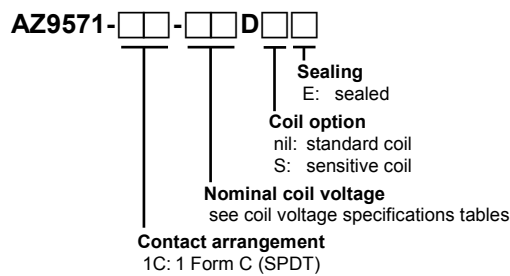 AZ9571-□□-□□D□□
Sealing
E: sealed
Coil option
nil: standard coil
S: sensitive coil
Nominal coil voltage
see coil voltage specifications tables
Contact arrangement
1C: 1 Form C (SPDT)